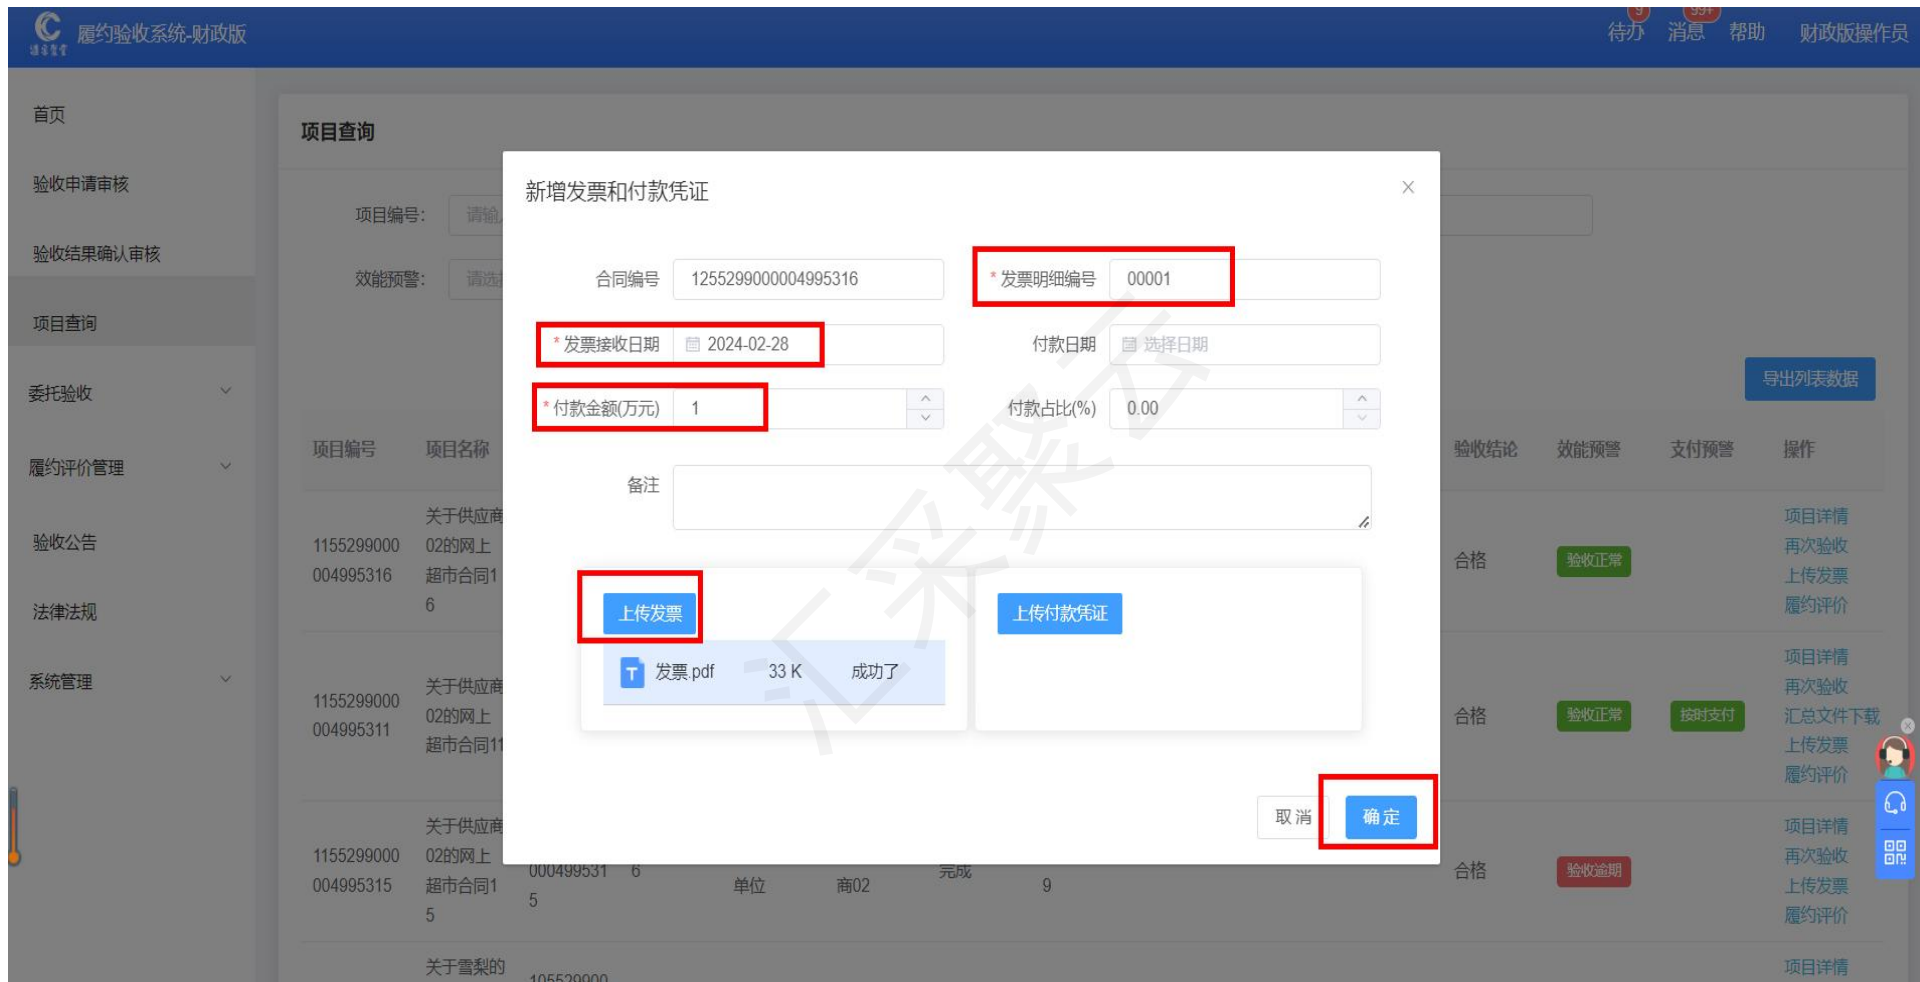 履约验收系统-财政版
9
99+
待办
消息
帮助
财政版操作员
首页
验收申请审核
验收结果确认审核
项目查询
委托验收
履约评价管理
验收公告
法律法规
系统管理
项目查询
项目编号:
请输
效能预警:
请选
导出列表数据
新增发票和付款凭证
合同编号
1255299000004995316
* 发票明细编号
00001
* 发票接收日期
2024-02-28
付款日期
选择日期
* 付款金额(万元)
1
付款占比(%)
0.00
备注
上传发票
发票.pdf 33 K 成功了
上传付款凭证
取消
确定
汇采聚云
项目编号 项目名称 验收结论 效能预警 支付预警 操作
1155299000
004995316
关于供应商
02的网上
超市合同1
6
合格
验收正常
项目详情
再次验收
上传发票
履约评价
1155299000
004995311
关于供应商
02的网上
超市合同11
合格
验收正常
按时支付
项目详情
再次验收
汇总文件下载
上传发票
履约评价
1155299000
004995315
关于供应商
02的网上
超市合同1
5
000499531
5
6
单位
商02
完成
9
合格
验收逾期
项目详情
再次验收
上传发票
履约评价
关于雪梨的
105529000
项目详情